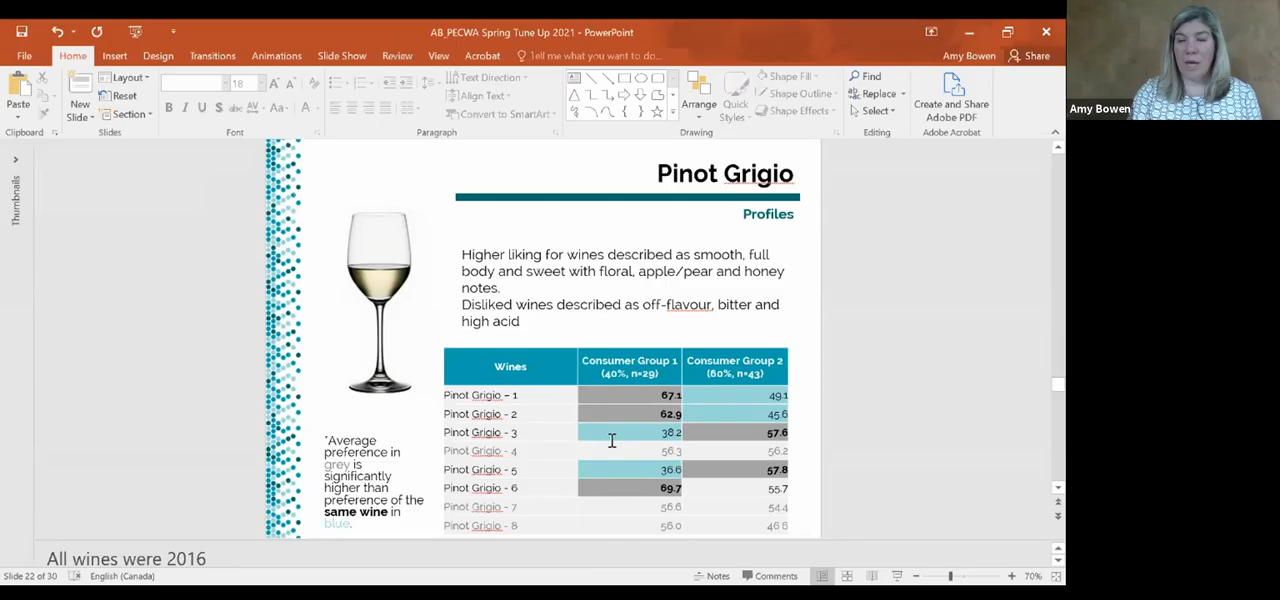 AB_PECWA Spring Tune Up 2021 - PowerPoint
File Home Insert Design Transitions Animations Slide Show Review View Acrobat Tell me what you want to do... Amy Bowen Share
Paste
Clipboard
New Slide
Layout
Reset
Section
Slides
18
B I U S abc AV Aa A
Font
Text Direction
Align Text
Convert to SmartArt
Paragraph
Arrange
Quick Styles
Shape Fill
Shape Outline
Shape Effects
Drawing
Find
Replace
Select
Editing
Create and Share Adobe PDF
Adobe Acrobat
Amy Bowen
Thumbnails
Pinot Grigio
Profiles
Higher liking for wines described as smooth, full
body and sweet with floral, apple/pear and honey
notes.
Disliked wines described as off-flavour, bitter and
high acid
Wines Consumer Group 1 (40%, n=29) Consumer Group 2 (60%, n=43)
Pinot Grigio – 1 67.1 49.1
Pinot Grigio - 2 62.9 45.6
Pinot Grigio - 3 38.2 57.6
Pinot Grigio - 4 56.3 56.2
Pinot Grigio - 5 36.6 57.8
Pinot Grigio - 6 69.7 55.7
Pinot Grigio - 7 56.6 54.4
Pinot Grigio - 8 56.0 46.6
*Average
preference in
grey is
significantly
higher than
preference of the
same wine in
blue.
All wines were 2016
Slide 22 of 30 English (Canada) Notes Comments 70%